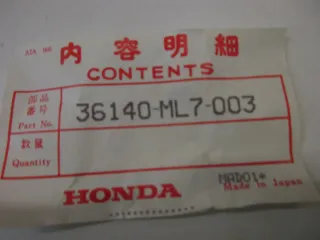 内容明細
CONTENTS
部品
番号
Part No.
36140-ML7-003
数量
Quantity
HONDA
MAD01*
Made in Japan